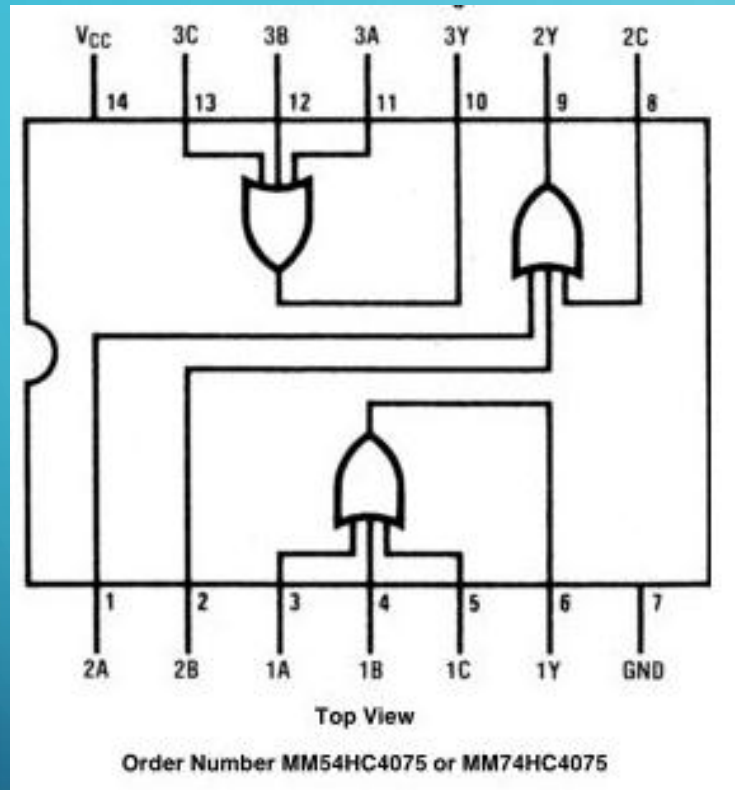 VCC 3C 3B 3A 3Y 2Y 2C
14 13 12 11 10 9 8
1 2 3 4 5 6 7
2A 2B 1A 1B 1C 1Y GND
Top View
Order Number MM54HC4075 or MM74HC4075